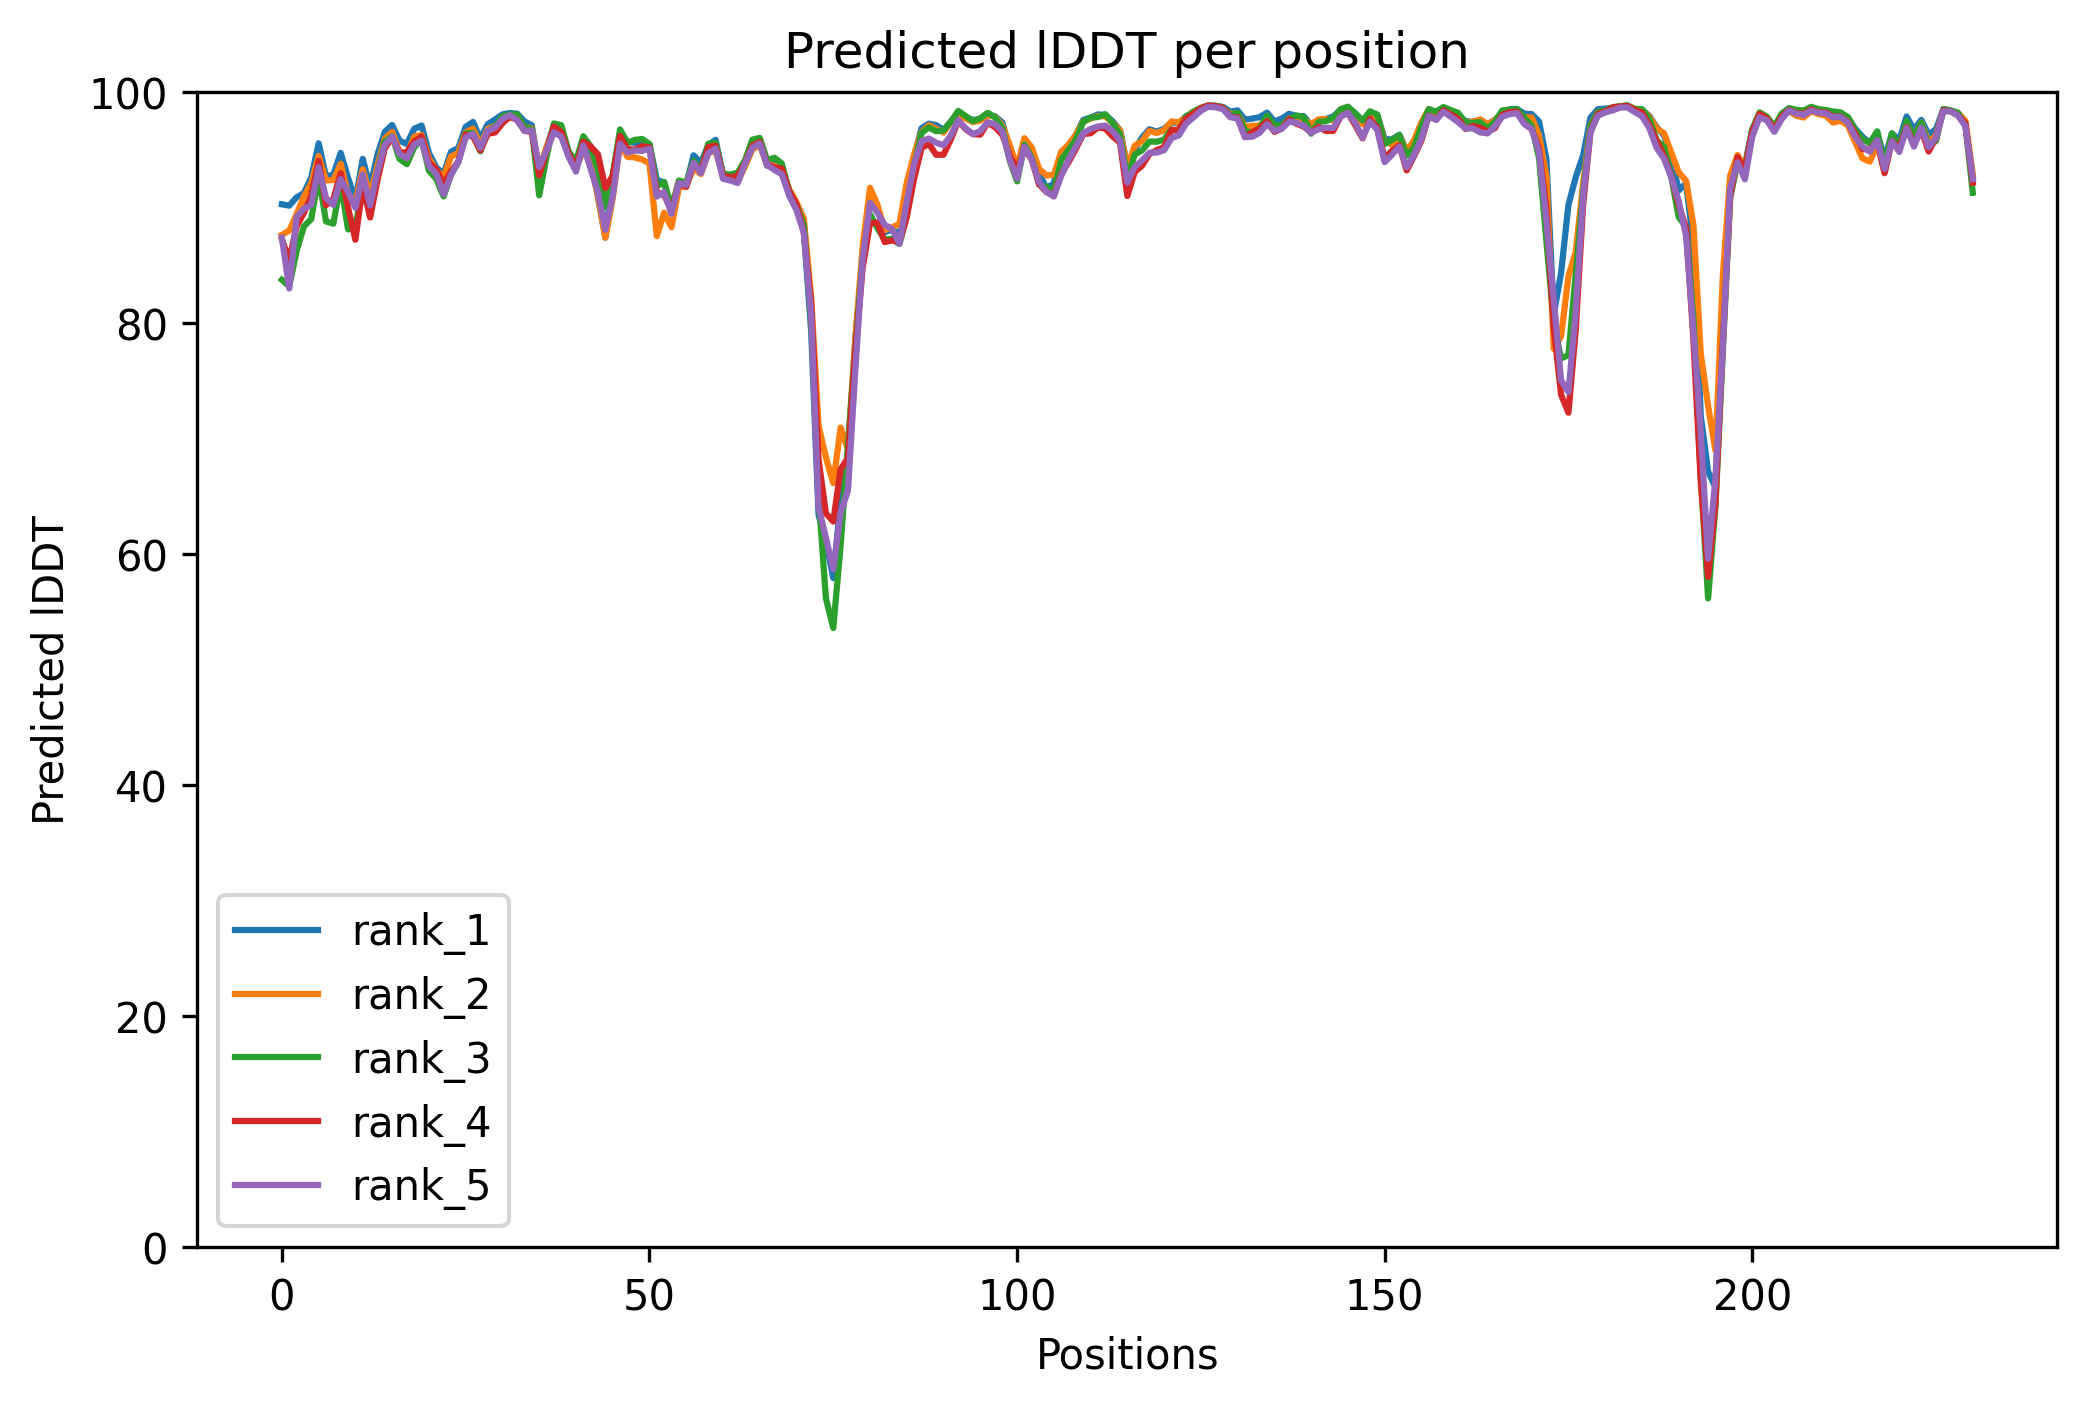 Predicted lDDT per position
100
80
60
40
20
0
Predicted lDDT
rank_1
rank_2
rank_3
rank_4
rank_5
0 50 100 150 200
Positions